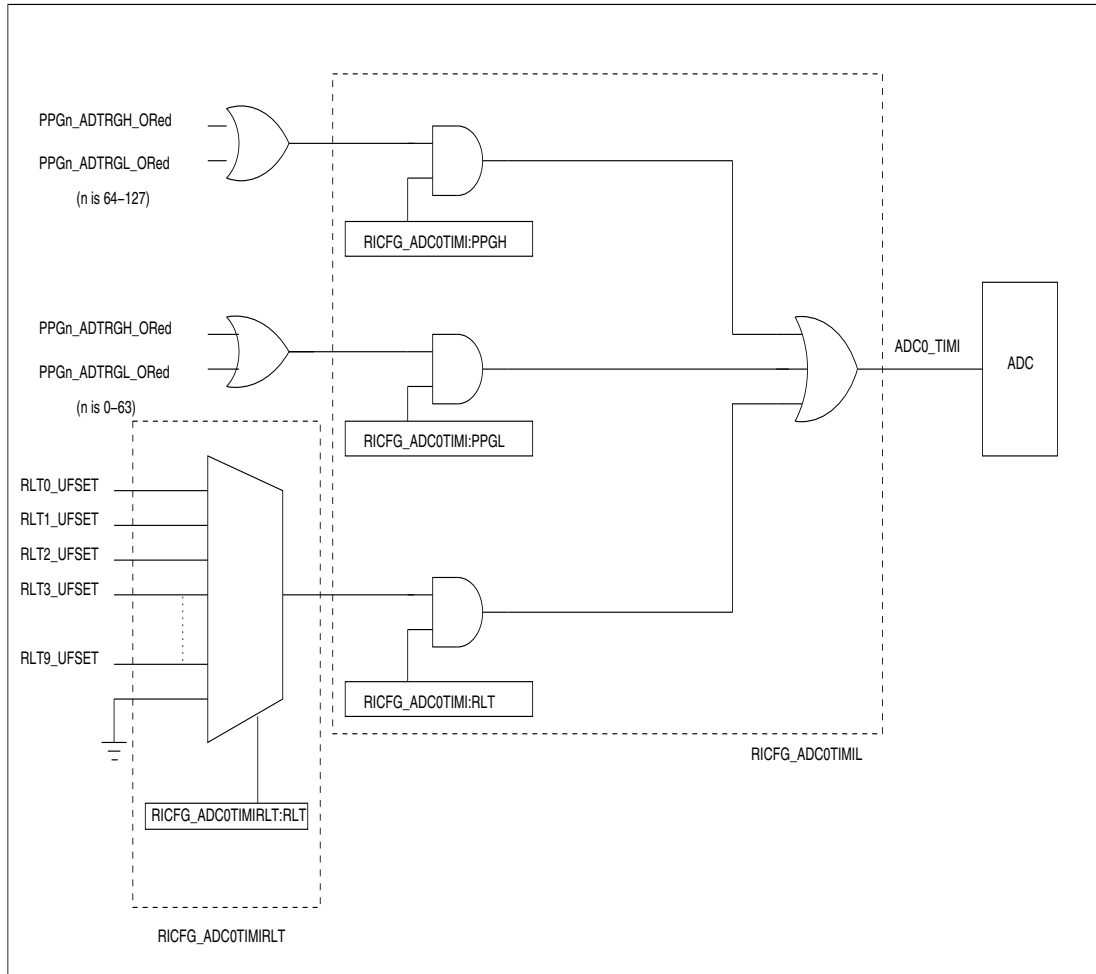 PPGn_ADTRGH_ORed
PPGn_ADTRGL_ORed
(n is 64–127)
RICFG_ADC0TIMI:PPGH
PPGn_ADTRGH_ORed
PPGn_ADTRGL_ORed
(n is 0–63)
RICFG_ADC0TIMI:PPGL
ADC0_TIMI
ADC
RLT0_UFSET
RLT1_UFSET
RLT2_UFSET
RLT3_UFSET
RLT9_UFSET
RICFG_ADC0TIMI:RLT
RICFG_ADC0TIMIL
RICFG_ADC0TIMIRLT:RLT
RICFG_ADC0TIMIRLT